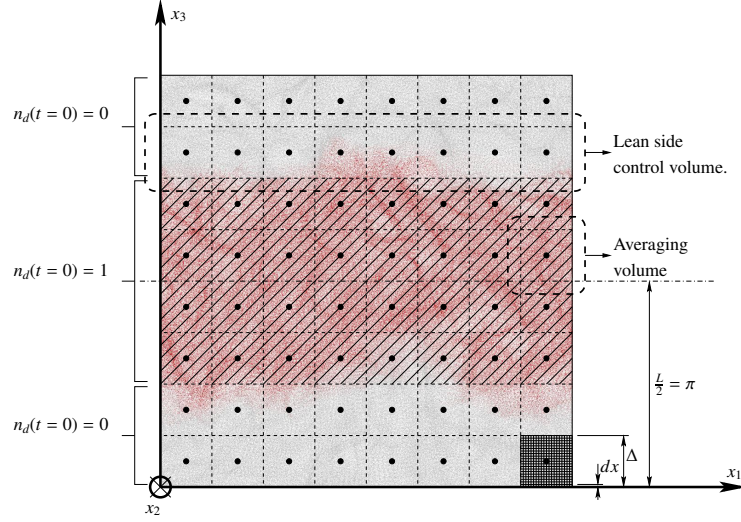 x₃
n_d(t = 0) = 0
Lean side
control volume.
n_d(t = 0) = 1
Averaging
volume
L/2 = π
n_d(t = 0) = 0
dx
Δ
x₁
x₂